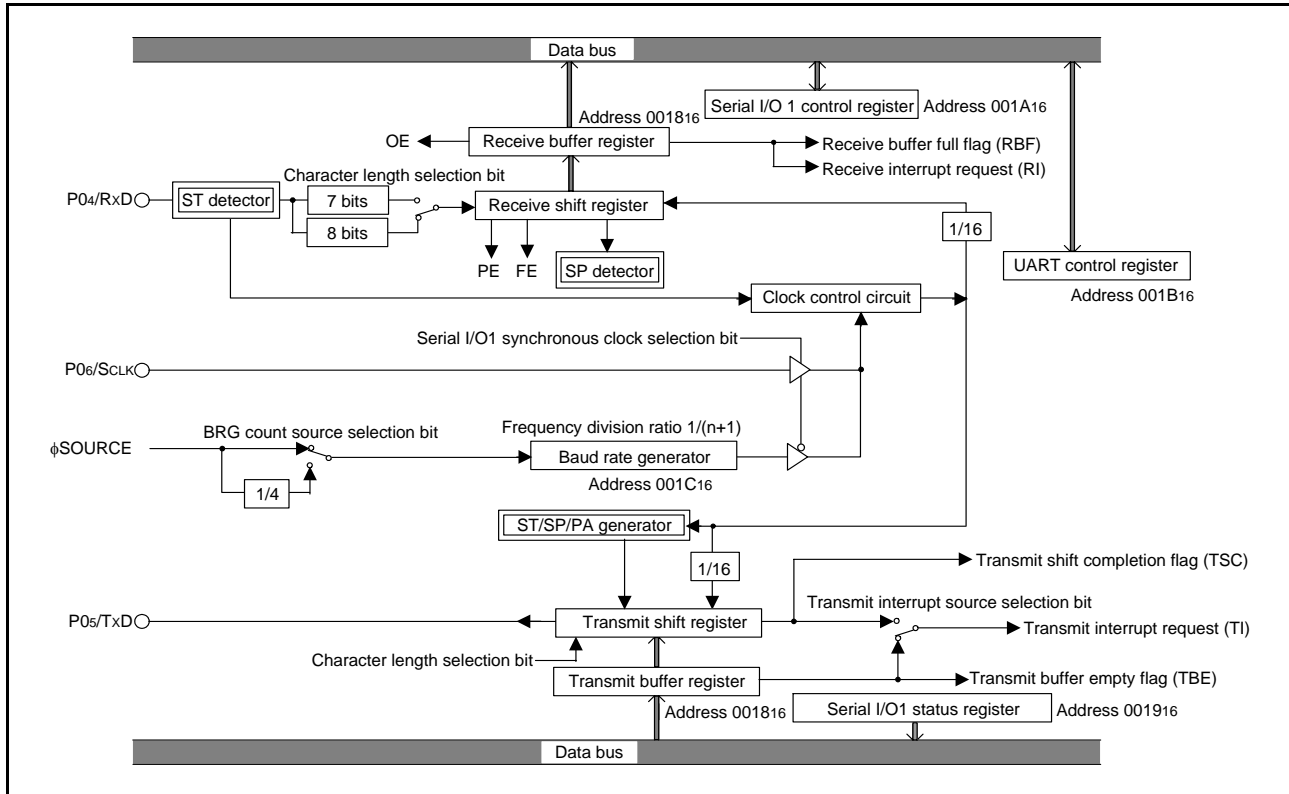 Data bus
Serial I/O 1 control register Address 001A16
Address 001816
OE Receive buffer register Receive buffer full flag (RBF)
Receive interrupt request (RI)
Character length selection bit
P04/RXD ST detector 7 bits Receive shift register
8 bits 1/16
PE FE SP detector UART control register
Address 001B16
Clock control circuit
Serial I/O1 synchronous clock selection bit
P06/SCLK
BRG count source selection bit Frequency division ratio 1/(n+1)
ϕSOURCE Baud rate generator
1/4 Address 001C16
ST/SP/PA generator
1/16 Transmit shift completion flag (TSC)
Transmit interrupt source selection bit
P05/TXD Transmit shift register Transmit interrupt request (TI)
Character length selection bit
Transmit buffer register Transmit buffer empty flag (TBE)
Address 001816 Serial I/O1 status register Address 001916
Data bus